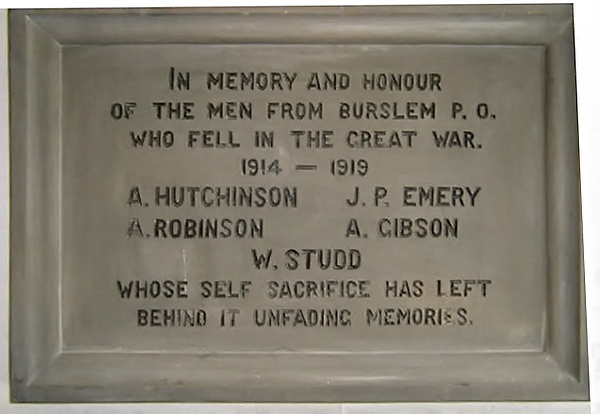 IN MEMORY AND HONOUR
OF THE MEN FROM BURSLEM P. O.
WHO FELL IN THE GREAT WAR.
1914 — 1919
A. HUTCHINSON J. P. EMERY
A. ROBINSON A. GIBSON
W. STUDD
WHOSE SELF SACRIFICE HAS LEFT
BEHIND IT UNFADING MEMORIES.